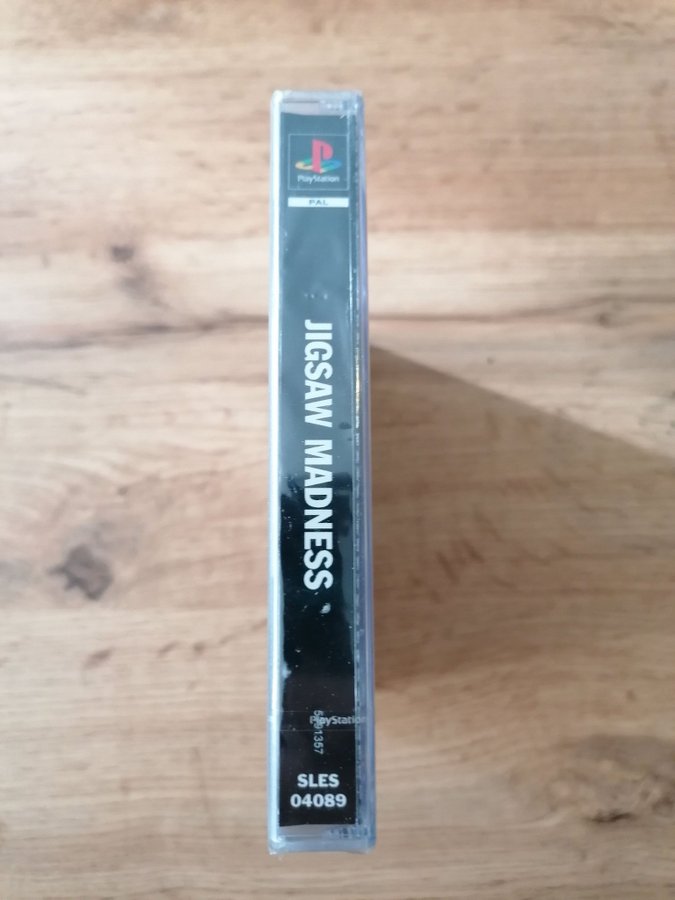 PlayStation
PAL
JIGSAW MADNESS
PlayStation
SLES
04089